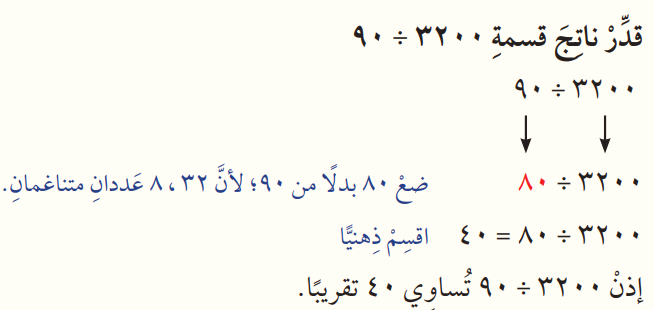 قدِّرْ ناتِجَ قسمةِ ٣٢٠٠ ÷ ٩٠
٣٢٠٠ ÷ ٩٠
٣٢٠٠ ÷ ٨٠ ضعْ ٨٠ بدلًا من ٩٠؛ لأنَّ ٣٢ ، ٨ عَددانِ متناغمانِ.
٣٢٠٠ ÷ ٨٠ = ٤٠ اقسِمْ ذِهنيًّا
إذنْ ٣٢٠٠ ÷ ٩٠ تُساوِي ٤٠ تقريبًا.